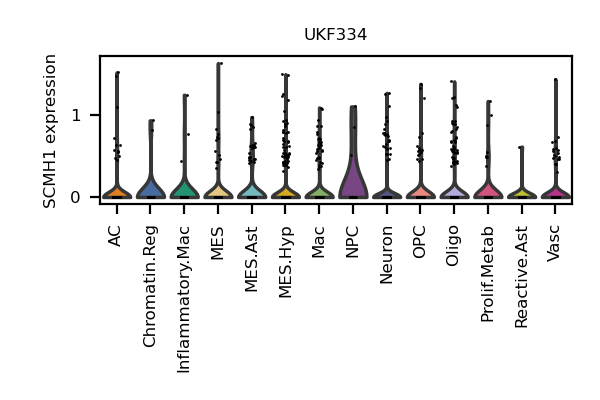 UKF334
SCMH1 expression
1
0
AC
Chromatin.Reg
Inflammatory.Mac
MES
MES.Ast
MES.Hyp
Mac
NPC
Neuron
OPC
Oligo
Prolif.Metab
Reactive.Ast
Vasc